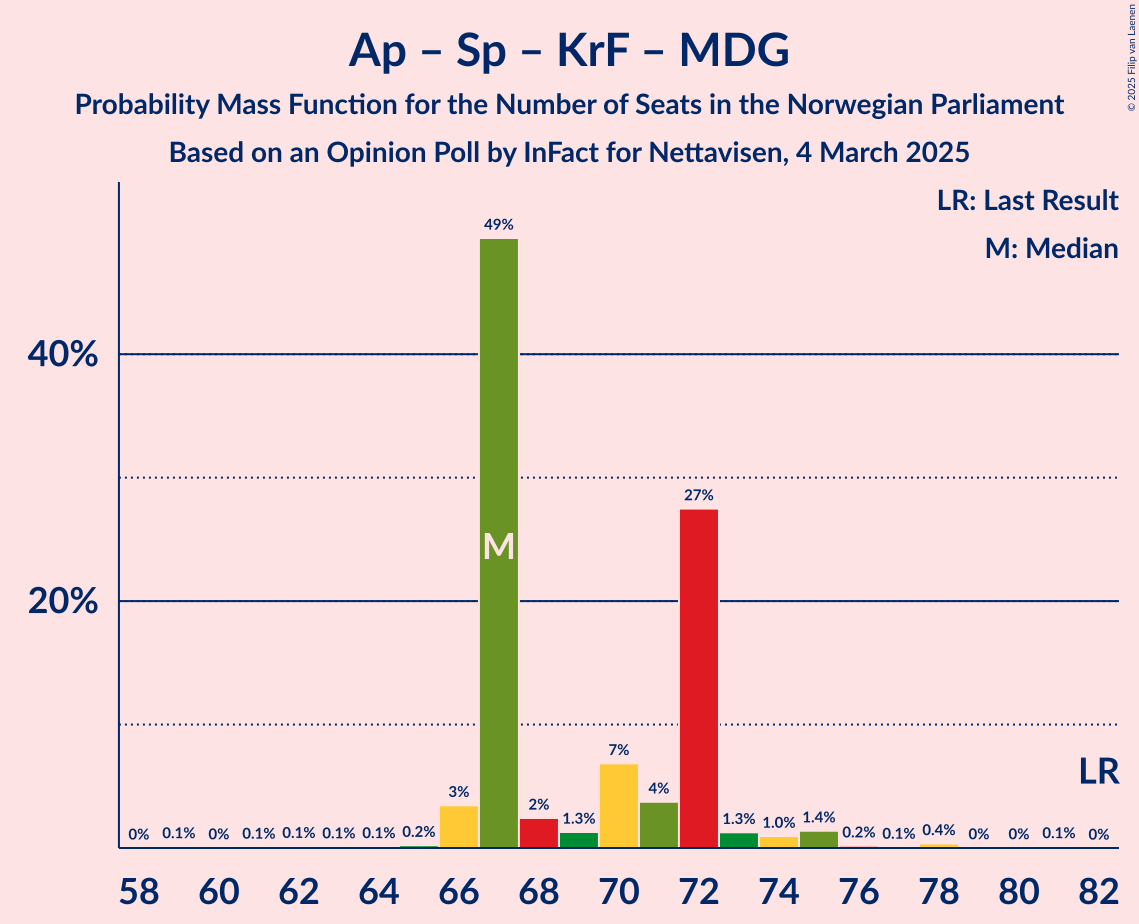 Ap – Sp – KrF – MDG
Probability Mass Function for the Number of Seats in the Norwegian Parliament
Based on an Opinion Poll by InFact for Nettavisen, 4 March 2025
© 2025 Filip van Laenen
LR: Last Result
M: Median
40%
20%
0% 0.1% 0% 0.1% 0.1% 0.1% 0.1% 0.2% 3% 49% 2% 1.3% 7% 4% 27% 1.3% 1.0% 1.4% 0.2% 0.1% 0.4% 0% 0% 0.1% 0%
M
LR
58 60 62 64 66 68 70 72 74 76 78 80 82